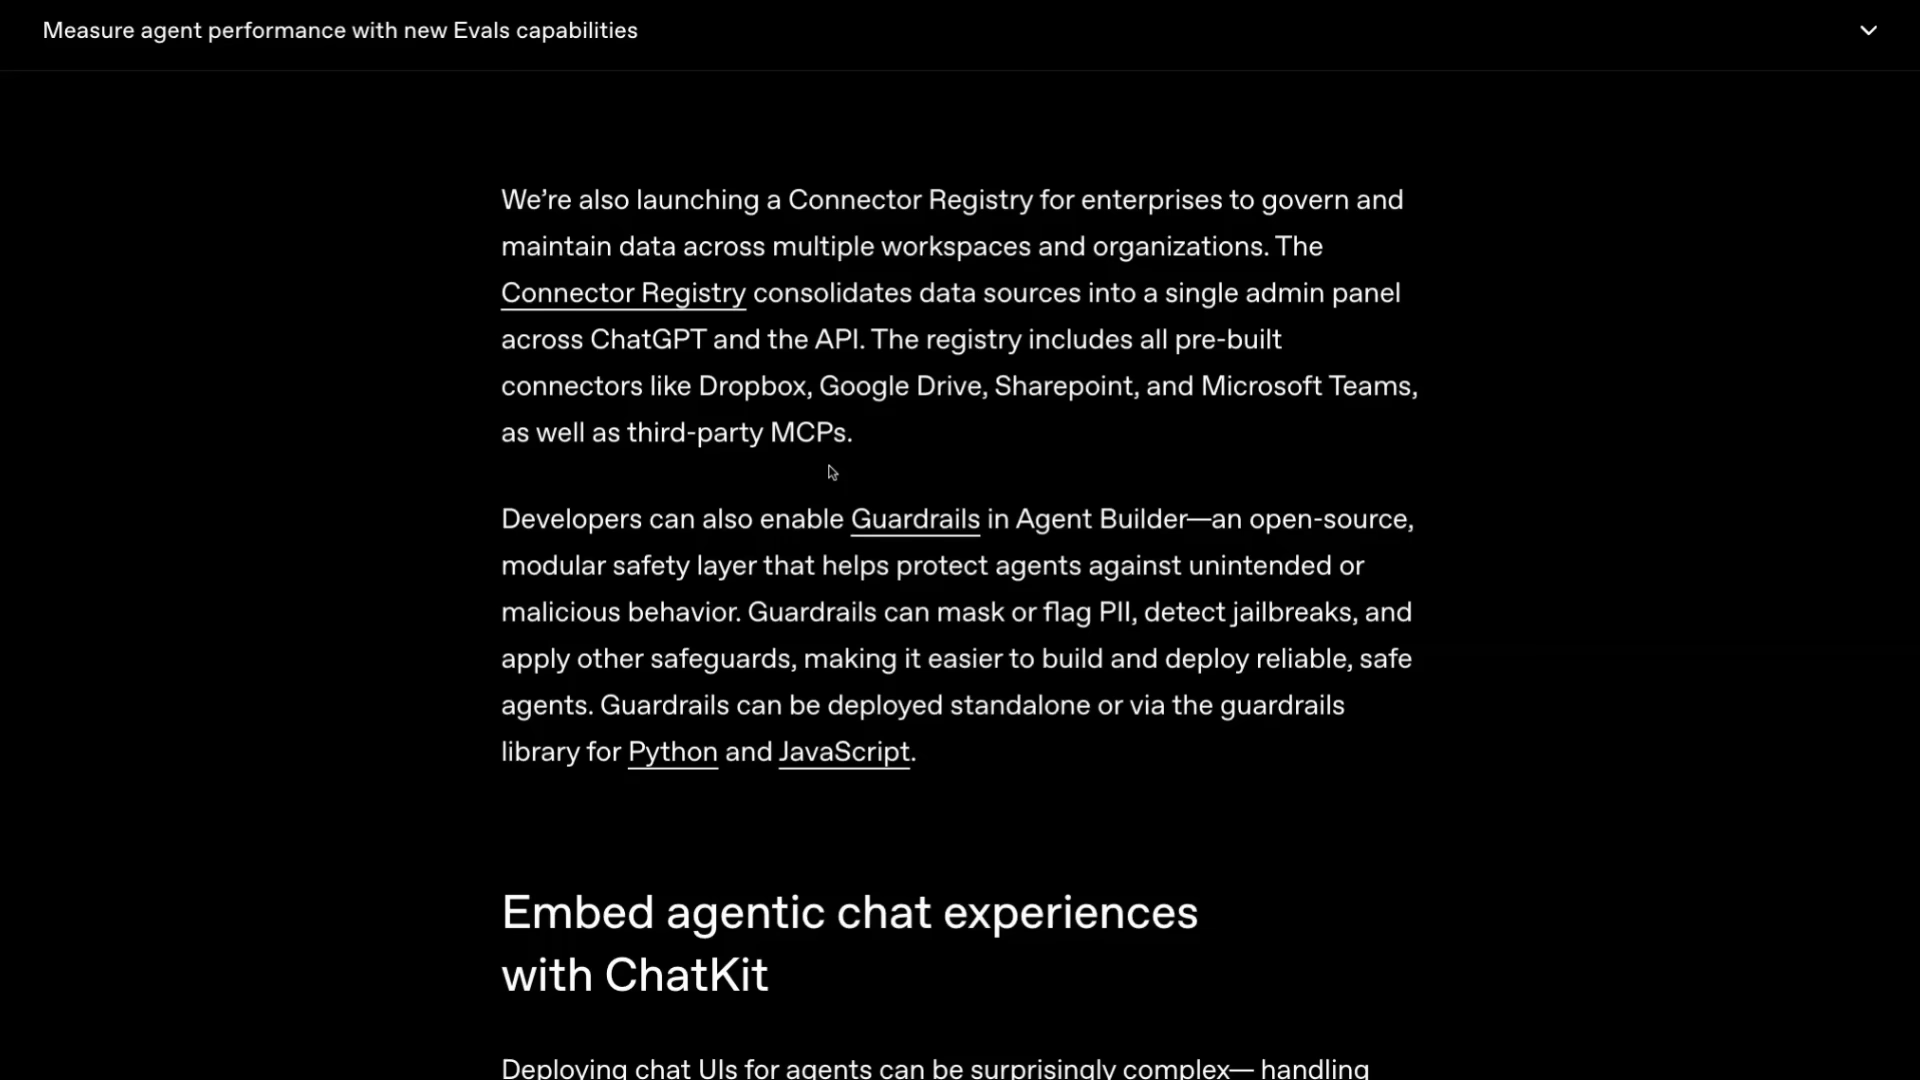 Measure agent performance with new Evals capabilities
We’re also launching a Connector Registry for enterprises to govern and
maintain data across multiple workspaces and organizations. The
Connector Registry consolidates data sources into a single admin panel
across ChatGPT and the API. The registry includes all pre-built
connectors like Dropbox, Google Drive, Sharepoint, and Microsoft Teams,
as well as third-party MCPs.
Developers can also enable Guardrails in Agent Builder—an open-source,
modular safety layer that helps protect agents against unintended or
malicious behavior. Guardrails can mask or flag PII, detect jailbreaks, and
apply other safeguards, making it easier to build and deploy reliable, safe
agents. Guardrails can be deployed standalone or via the guardrails
library for Python and JavaScript.
Embed agentic chat experiences
with ChatKit
Deploying chat UIs for agents can be surprisingly complex— handling